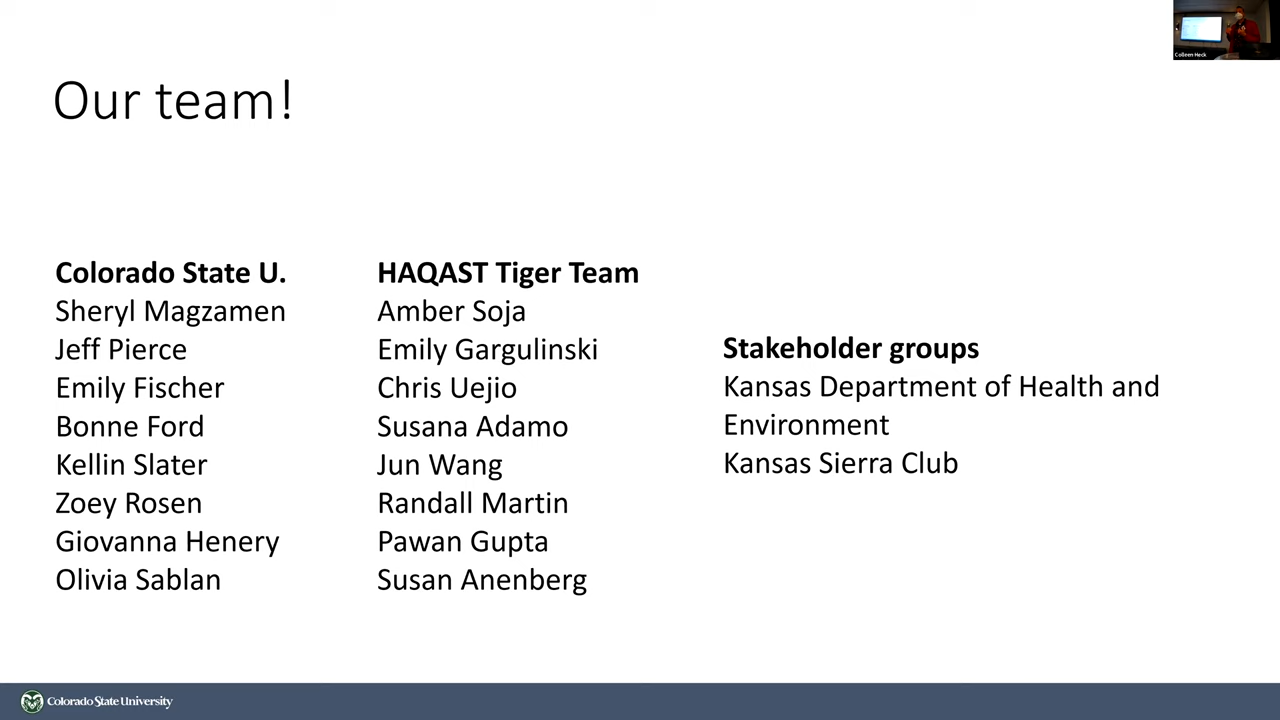 Colleen Heck
Our team!
Colorado State U.
Sheryl Magzamen
Jeff Pierce
Emily Fischer
Bonne Ford
Kellin Slater
Zoey Rosen
Giovanna Henery
Olivia Sablan
HAQAST Tiger Team
Amber Soja
Emily Gargulinski
Chris Uejio
Susana Adamo
Jun Wang
Randall Martin
Pawan Gupta
Susan Anenberg
Stakeholder groups
Kansas Department of Health and
Environment
Kansas Sierra Club
Colorado State University